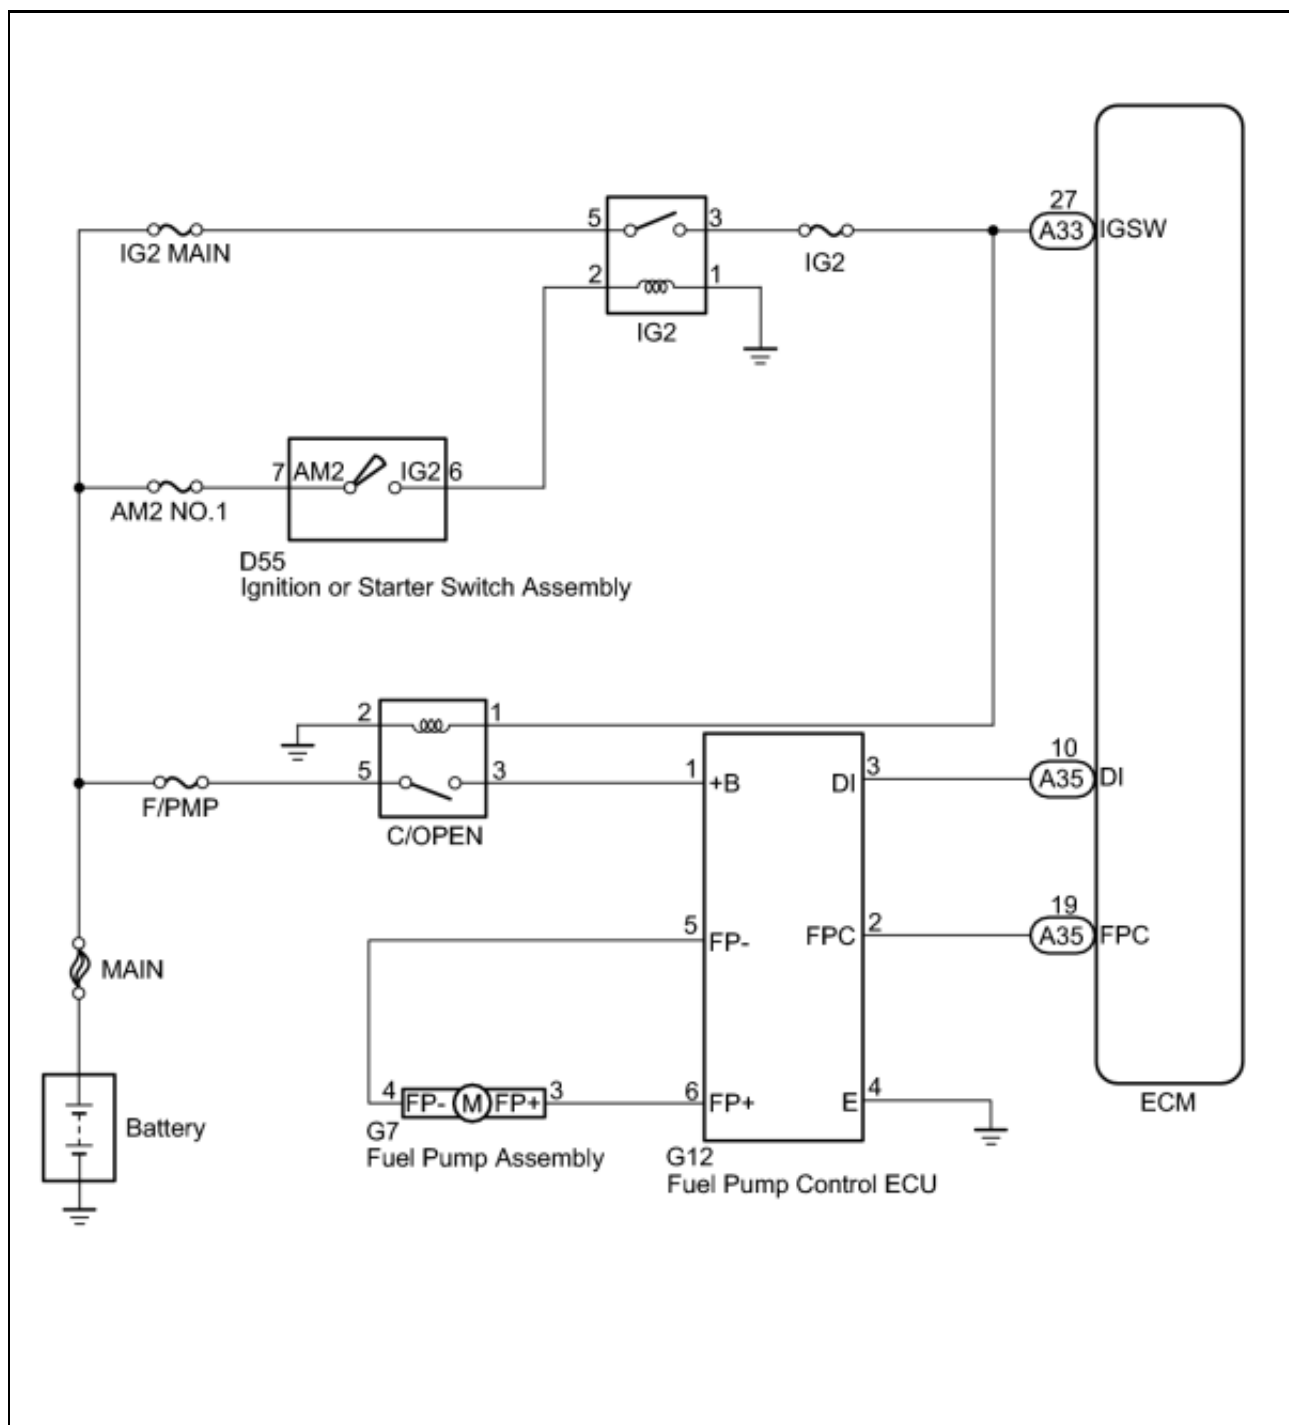 27
5 3
A33 IGSW
IG2 MAIN
IG2
2 1
IG2
7 AM2 IG2 6
AM2 NO.1
D55
Ignition or Starter Switch Assembly
2 1
10
5 3 1 +B DI 3 A35 DI
F/PMP
C/OPEN
19
5 FP- FPC 2 A35 FPC
MAIN
4 FP- M FP+ 3 6 FP+ E 4
ECM
Battery
G7
Fuel Pump Assembly
G12
Fuel Pump Control ECU